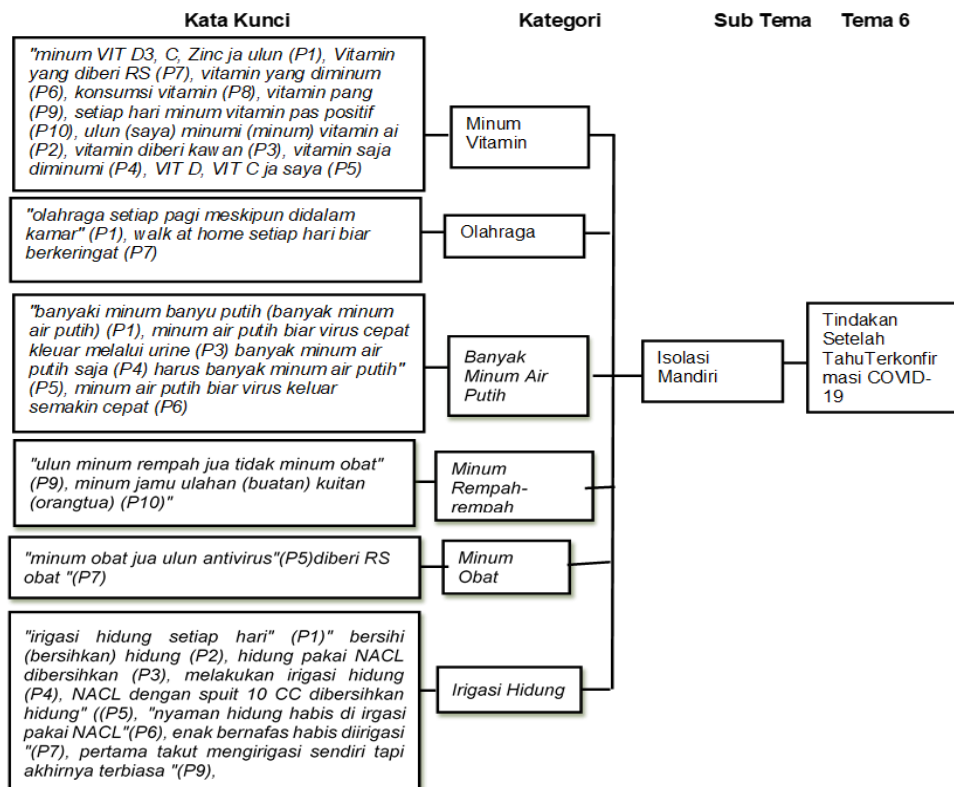 Kata Kunci Kategori Sub Tema Tema 6
"minum VIT D3, C, Zinc ja ulun (P1), Vitamin
yang diberi RS (P7), vitamin yang diminum
(P6), konsumsi vitamin (P8), vitamin pang
(P9), setiap hari minum vitamin pas positif
(P10), ulun (saya) minumi (minum) vitamin ai
(P2), vitamin diberi kawan (P3), vitamin saja
diminumi (P4), VIT D, VIT C ja saya (P5)
Minum
Vitamin
"olahraga setiap pagi meskipun didalam
kamar" (P1), walk at home setiap hari biar
berkeringat (P7)
Olahraga
"banyaki minum banyu putih (banyak minum
air putih) (P1), minum air putih biar virus cepat
kleuar melalui urine (P3) banyak minum air
putih saja (P4) harus banyak minum air putih"
(P5), minum air putih biar virus keluar
semakin cepat (P6)
Banyak
Minum Air
Putih
Isolasi
Mandiri
Tindakan
Setelah
TahuTerkonfir
masi COVID-
19
"ulun minum rempah jua tidak minum obat"
(P9), minum jamu ulahan (buatan) kuitan
(orangtua) (P10)"
Minum
Rempah-
rempah
"minum obat jua ulun antivirus"(P5)diberi RS
obat "(P7)
Minum
Obat
"irigasi hidung setiap hari" (P1)" bersihi
(bersihkan) hidung (P2), hidung pakai NACL
dibersihkan (P3), melakukan irigasi hidung
(P4), NACL dengan spuit 10 CC dibersihkan
hidung" ((P5), "nyaman hidung habis di irgasi
pakai NACL"(P6), enak bernafas habis diirigasi
"(P7), pertama takut mengirigasi sendiri tapi
akhirnya terbiasa "(P9),
Irigasi Hidung